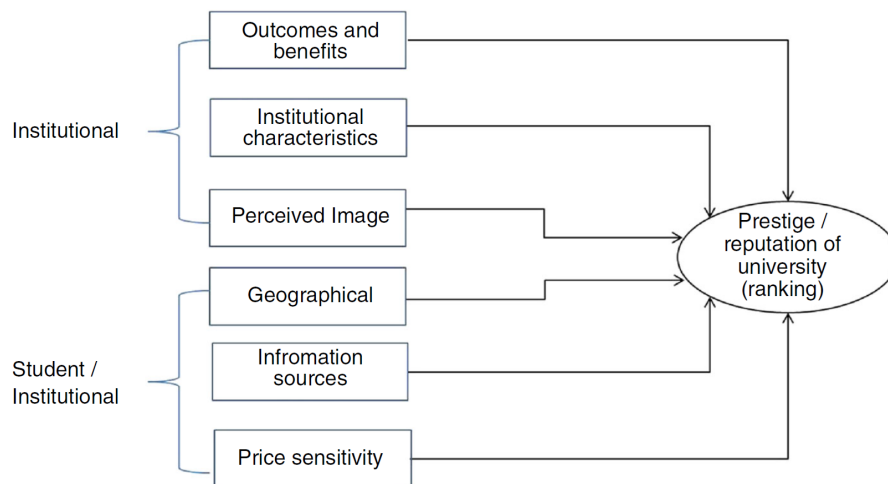 Outcomes and
benefits
Institutional
Institutional
characteristics
Perceived Image
Prestige /
reputation of
university
(ranking)
Geographical
Student /
Institutional
Infromation
sources
Price sensitivity